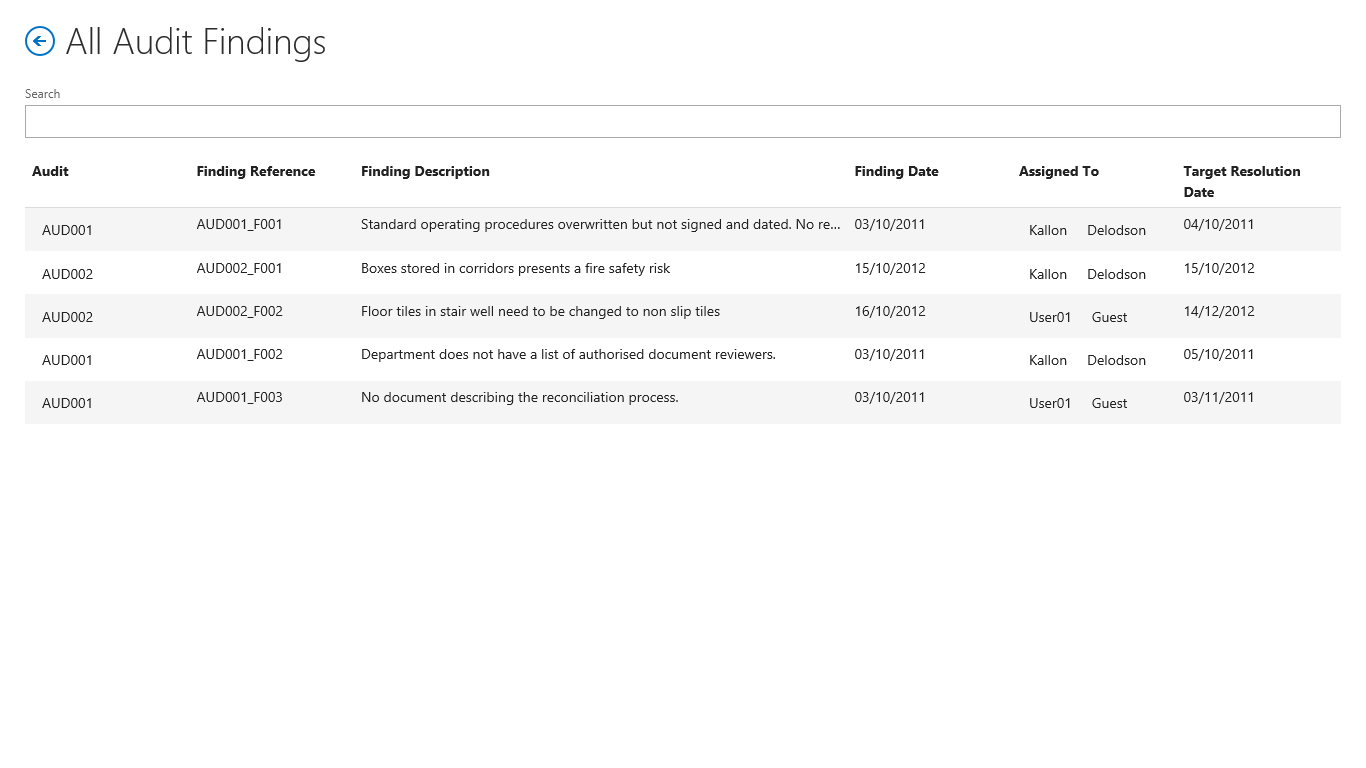 All Audit Findings
Search
Audit Finding Reference Finding Description Finding Date Assigned To Target Resolution
Date
AUD001 AUD001_F001 Standard operating procedures overwritten but not signed and dated. No re... 03/10/2011 Kallon Delodson 04/10/2011
AUD002 AUD002_F001 Boxes stored in corridors presents a fire safety risk 15/10/2012 Kallon Delodson 15/10/2012
AUD002 AUD002_F002 Floor tiles in stair well need to be changed to non slip tiles 16/10/2012 User01 Guest 14/12/2012
AUD001 AUD001_F002 Department does not have a list of authorised document reviewers. 03/10/2011 Kallon Delodson 05/10/2011
AUD001 AUD001_F003 No document describing the reconciliation process. 03/10/2011 User01 Guest 03/11/2011